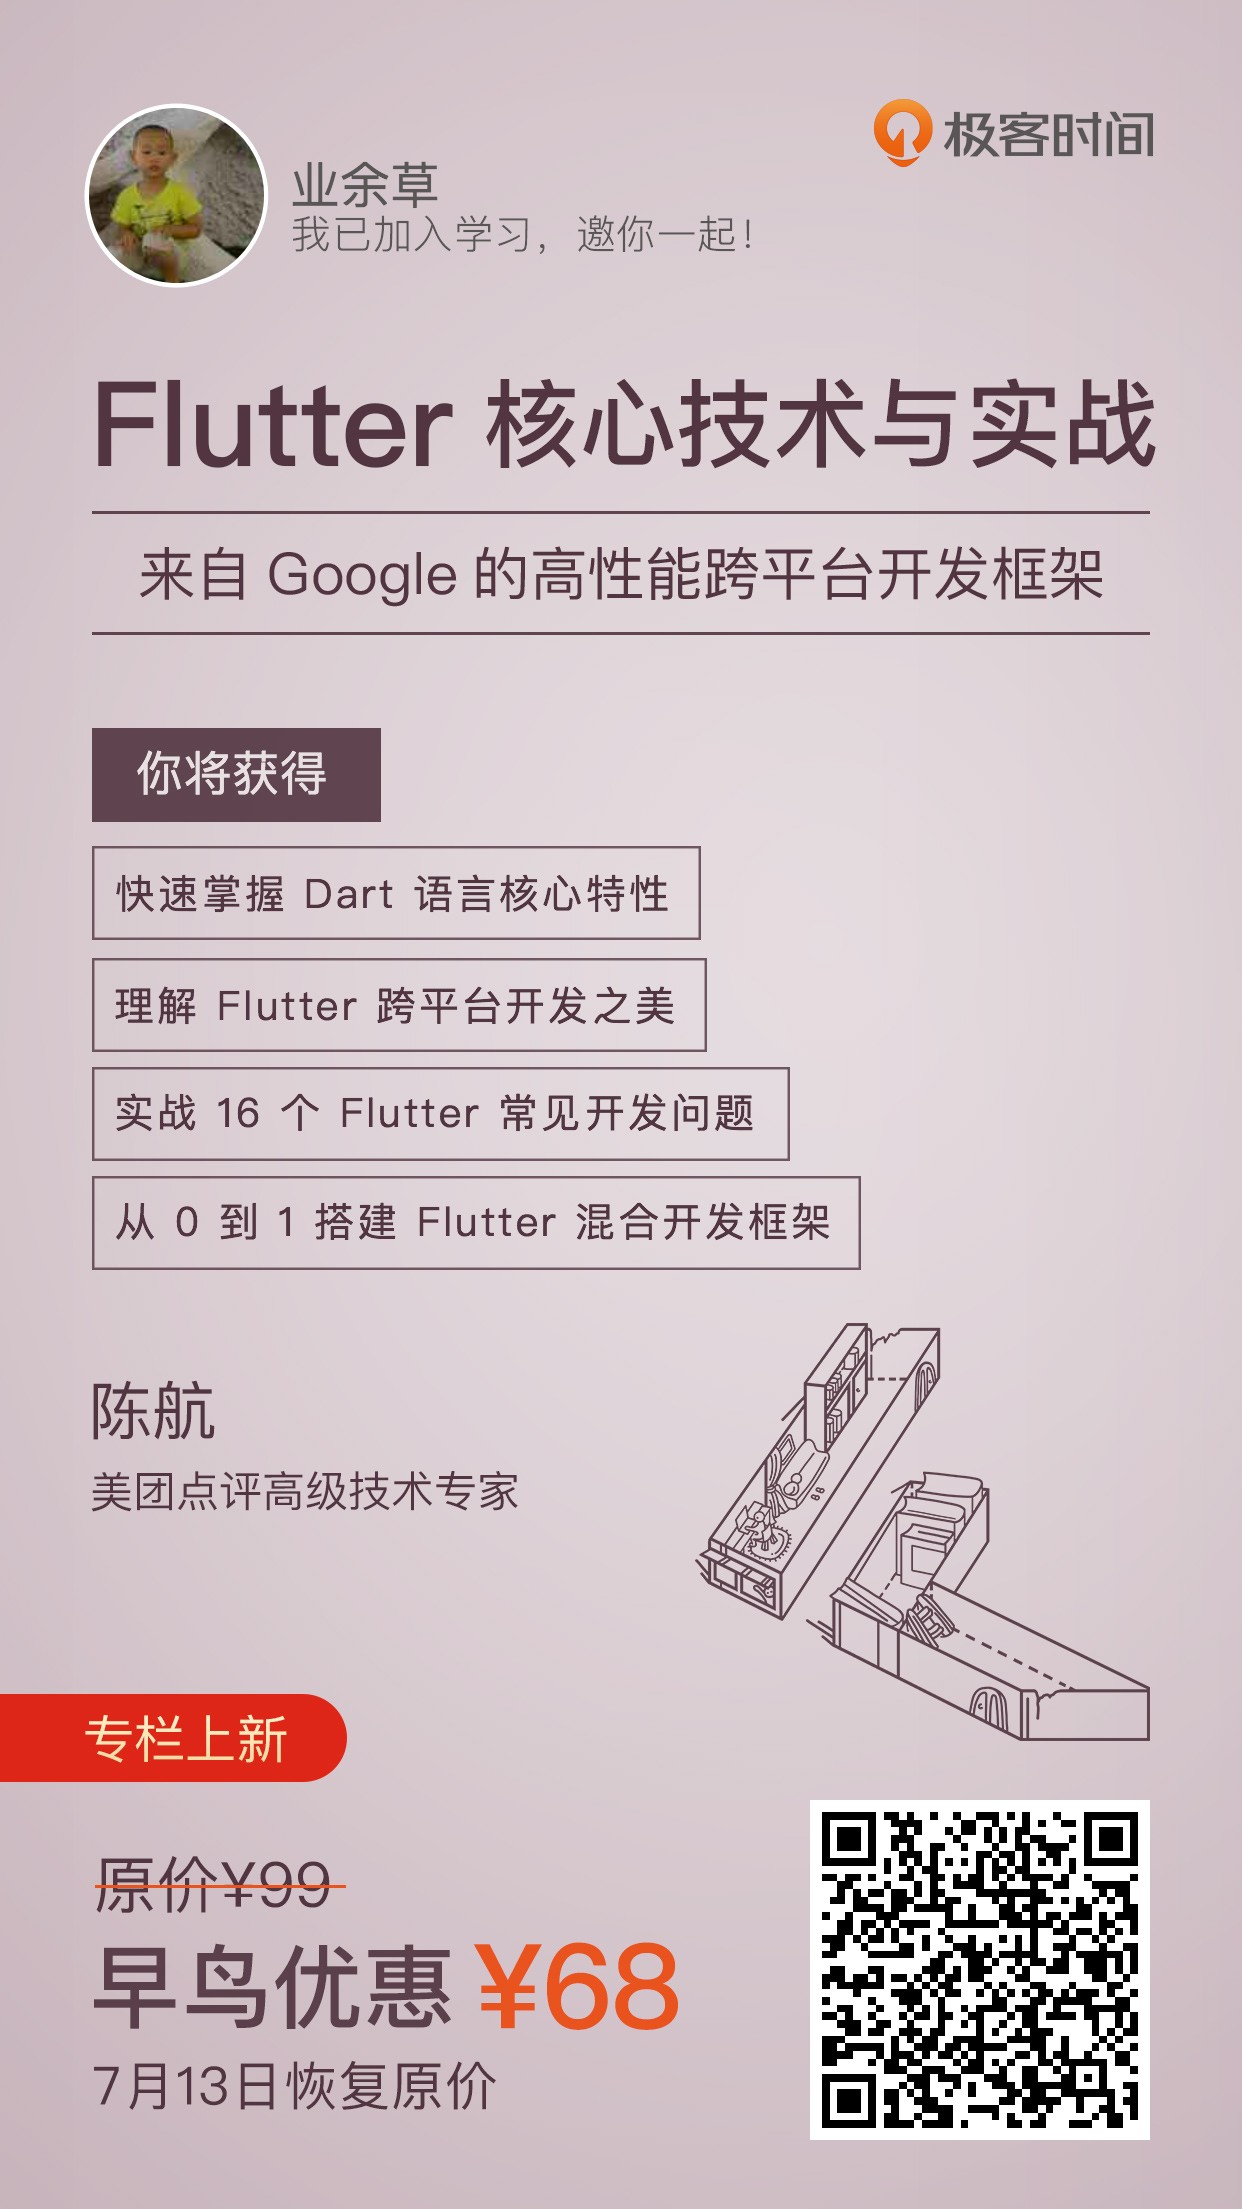 极客时间
业余草
我已加入学习，邀你一起！
Flutter 核心技术与实战
来自 Google 的高性能跨平台开发框架
你将获得
快速掌握 Dart 语言核心特性
理解 Flutter 跨平台开发之美
实战 16 个 Flutter 常见开发问题
从 0 到 1 搭建 Flutter 混合开发框架
陈航
美团点评高级技术专家
专栏上新
原价¥99
早鸟优惠 ¥68
7月13日恢复原价